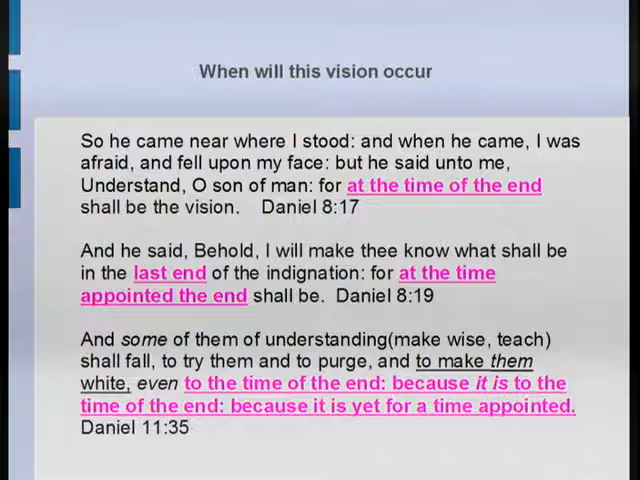 When will this vision occur
So he came near where I stood: and when he came, I was
afraid, and fell upon my face: but he said unto me,
Understand, O son of man: for at the time of the end
shall be the vision. Daniel 8:17
And he said, Behold, I will make thee know what shall be
in the last end of the indignation: for at the time
appointed the end shall be. Daniel 8:19
And some of them of understanding(make wise, teach)
shall fall, to try them and to purge, and to make them
white, even to the time of the end: because it is to the
time of the end: because it is yet for a time appointed.
Daniel 11:35